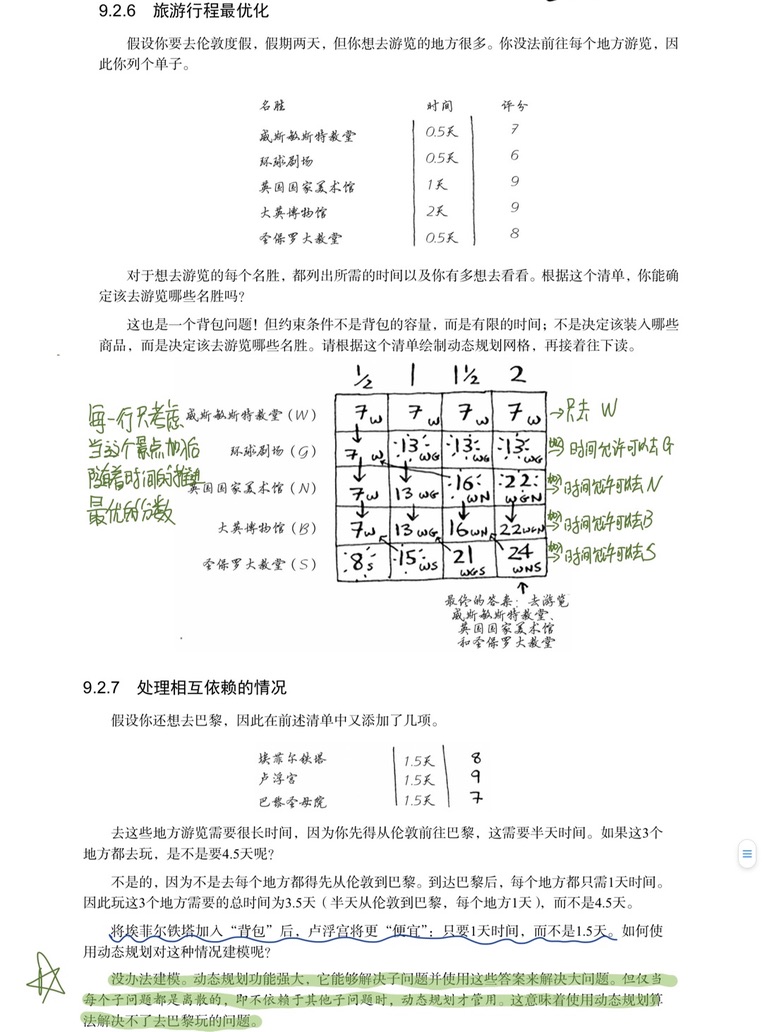 9.2.6 旅游行程最优化
假设你要去伦敦度假，假期两天，但你想去游览的地方很多。你没法前往每个地方游览，因
此你列个单子。
名胜 时间 评分
威斯敏斯特教堂 0.5天 7
环球剧场 0.5天 6
英国国家美术馆 1天 9
大英博物馆 2天 9
圣保罗大教堂 0.5天 8
对于想去游览的每个名胜，都列出所需的时间以及你有多想去看看。根据这个清单，你能确
定该去游览哪些名胜吗？
这也是一个背包问题！但约束条件不是背包的容量，而是有限的时间；不是决定该装入哪些
商品，而是决定该去游览哪些名胜。请根据这个清单绘制动态规划网格，再接着往下读。
½ 1 1½ 2
威斯敏斯特教堂（W） 7W 7W 7W 7W →只去 W
环球剧场（G） 7W 13WG 13WG 13WG 时间允许可以去G
英国国家美术馆（N） 7W 13WG 16WN 22WGN 时间允许可以去N
大英博物馆（B） 7W 13WG 16WN 22WGN 时间允许可以去B
圣保罗大教堂（S） 8S 15WS 21WGS 24WNS 时间允许可以去S
每一行只考虑
当这个景点加入后
随着时间的推移
最优的分数
最终的答案：去游览
威斯敏斯特教堂、
英国国家美术馆
和圣保罗大教堂
9.2.7 处理相互依赖的情况
假设你还想去巴黎，因此在前述清单中又添加了几项。
埃菲尔铁塔 1.5天 8
卢浮宫 1.5天 9
巴黎圣母院 1.5天 7
去这些地方游览需要很长时间，因为你先得从伦敦前往巴黎，这需要半天时间。如果这3个
地方都去玩，是不是要4.5天呢？
不是的，因为不是去每个地方都得先从伦敦到巴黎。到达巴黎后，每个地方都只需1天时间。
因此玩这3个地方需要的总时间为3.5天（半天从伦敦到巴黎，每个地方1天），而不是4.5天。
将埃菲尔铁塔加入“背包”后，卢浮宫将更“便宜”：只要1天时间，而不是1.5天。如何使
用动态规划对这种情况建模呢？
没办法建模。动态规划功能强大，它能够解决子问题并使用这些答案来解决大问题。但仅当
每个子问题都是离散的，即不依赖于其他子问题时，动态规划才管用。这意味着使用动态规划算
法解决不了去巴黎玩的问题。